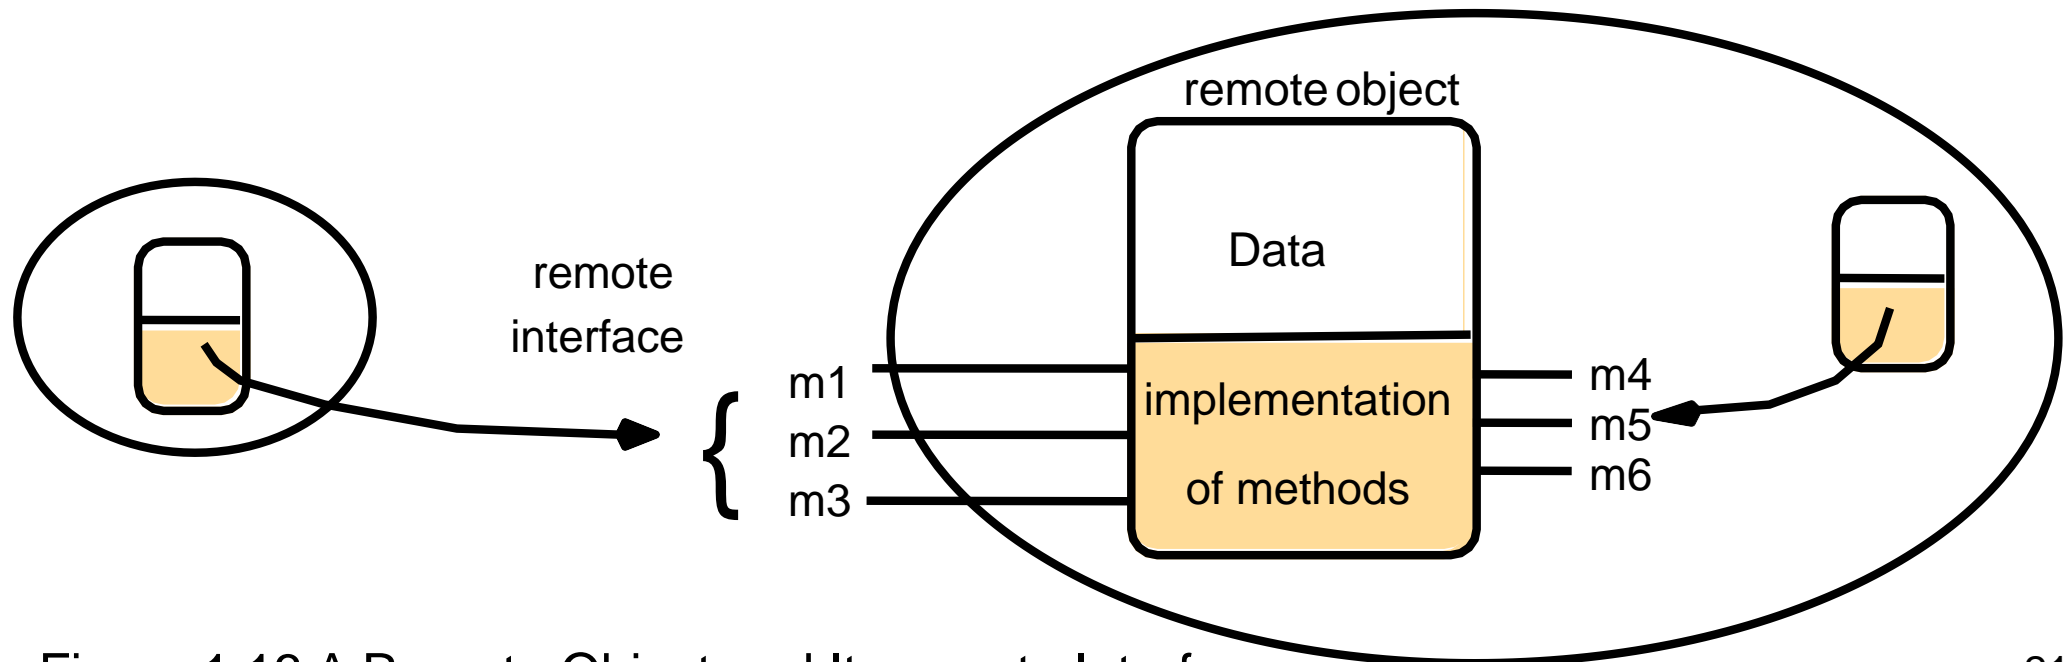 remote object
Data
remote
interface
{
m1
m2
m3
implementation
of methods
m4
m5
m6